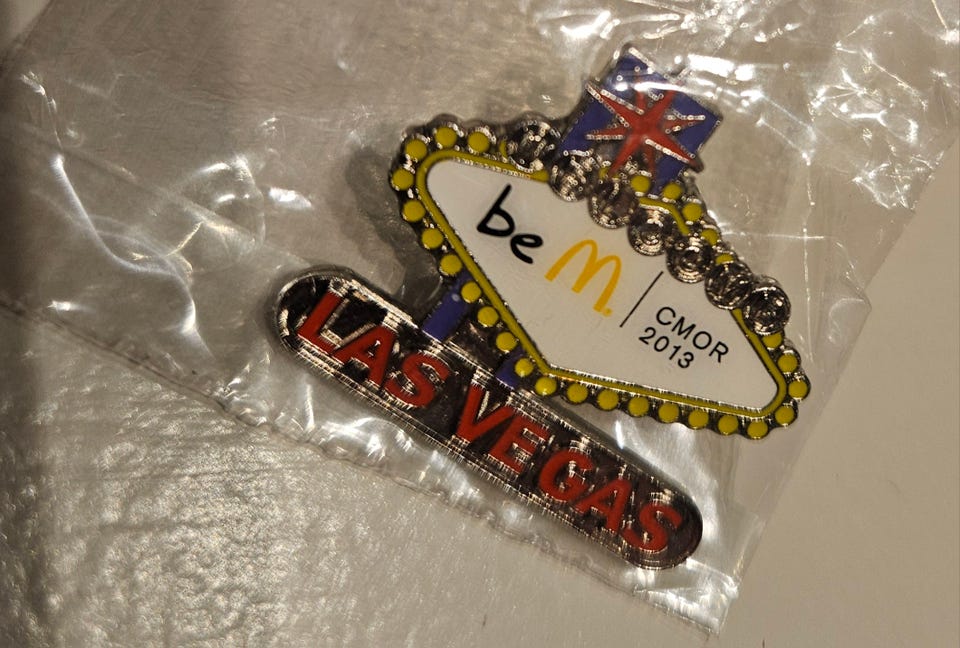 be M.
CMOR
2013
LAS VEGAS